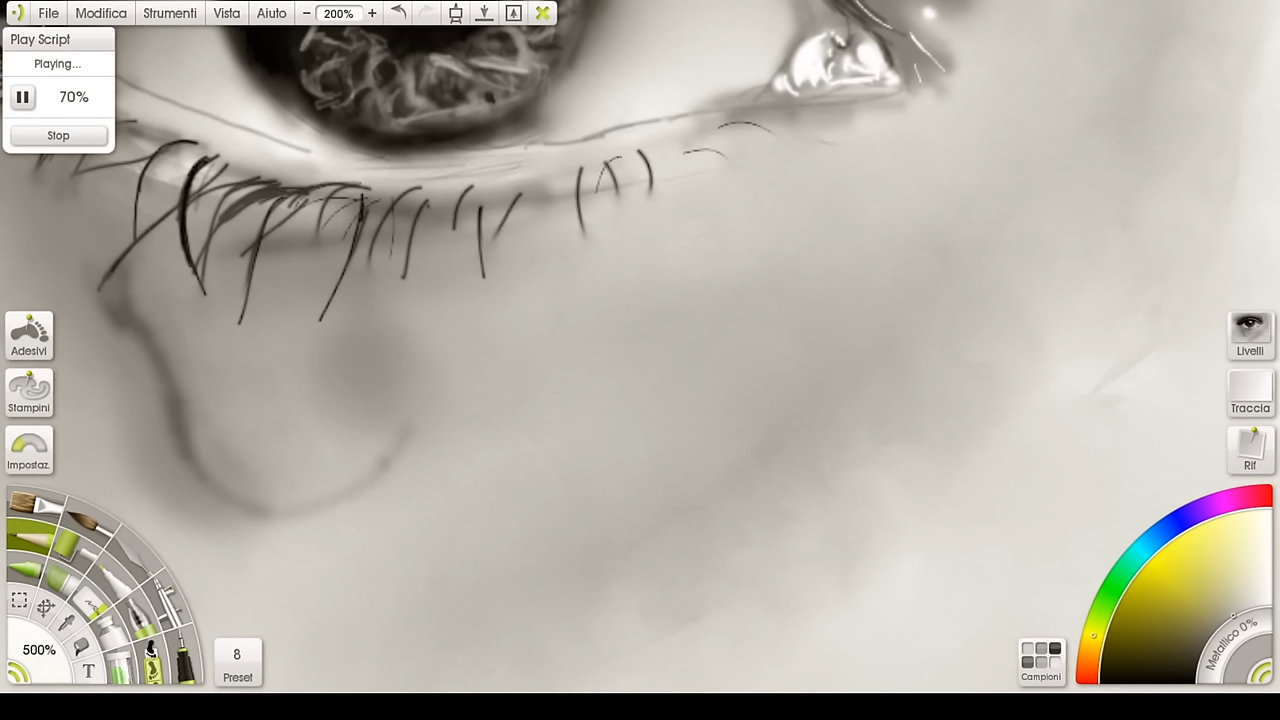 File Modifica Strumenti Vista Aiuto − 200% +
Play Script
Playing...
70%
Stop
Adesivi
Stampini
Impostaz.
500%
T
8
Preset
Livelli
Traccia
Rif
Metallico 0%
Campioni